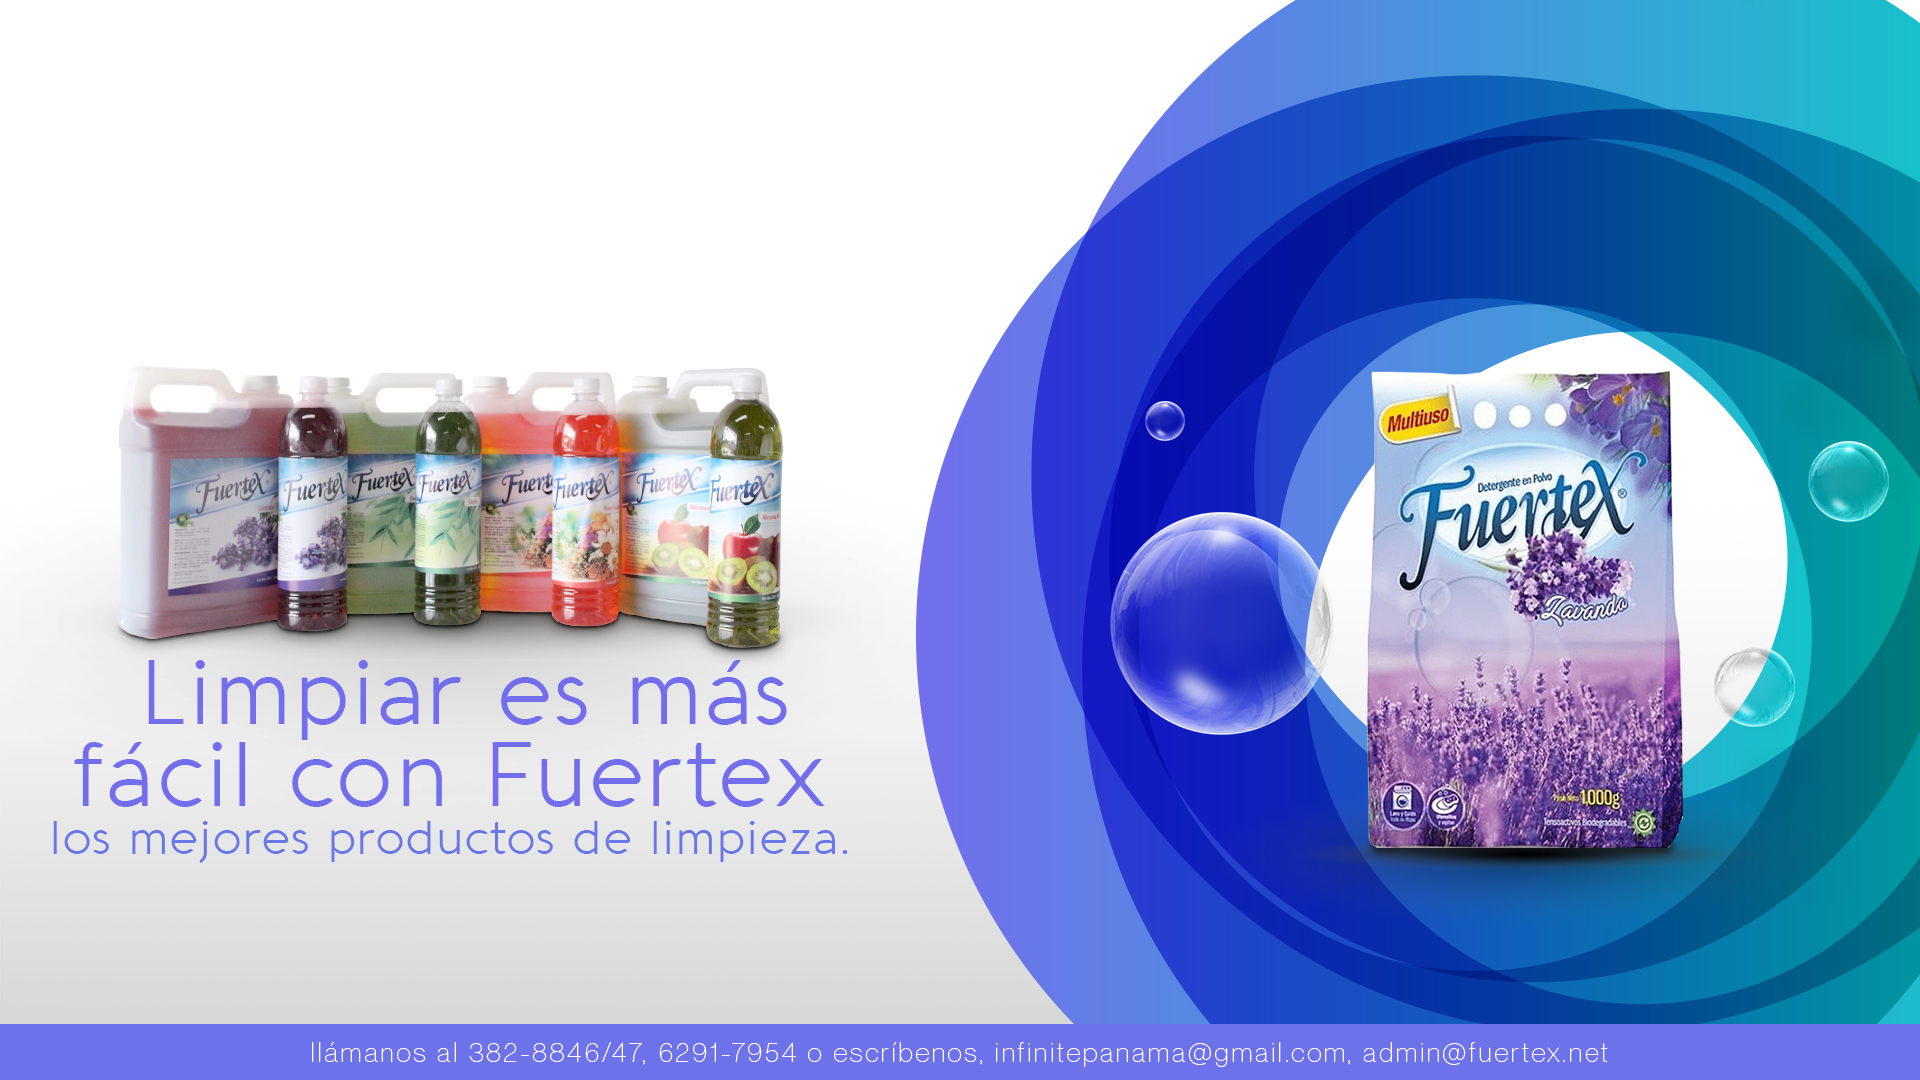 Fuertex
Fuertex
Fuertex
Fuertex
Fuertex
Fuertex
Fuertex
Limpiar es más
fácil con Fuertex
los mejores productos de limpieza.
Multiuso
Detergente en Polvo
Fuertex®
Lavanda
Peso Neto 1,000g
Tensoactivos Biodegradables
llámanos al 382-8846/47, 6291-7954 o escríbenos, infinitepanama@gmail.com, admin@fuertex.net